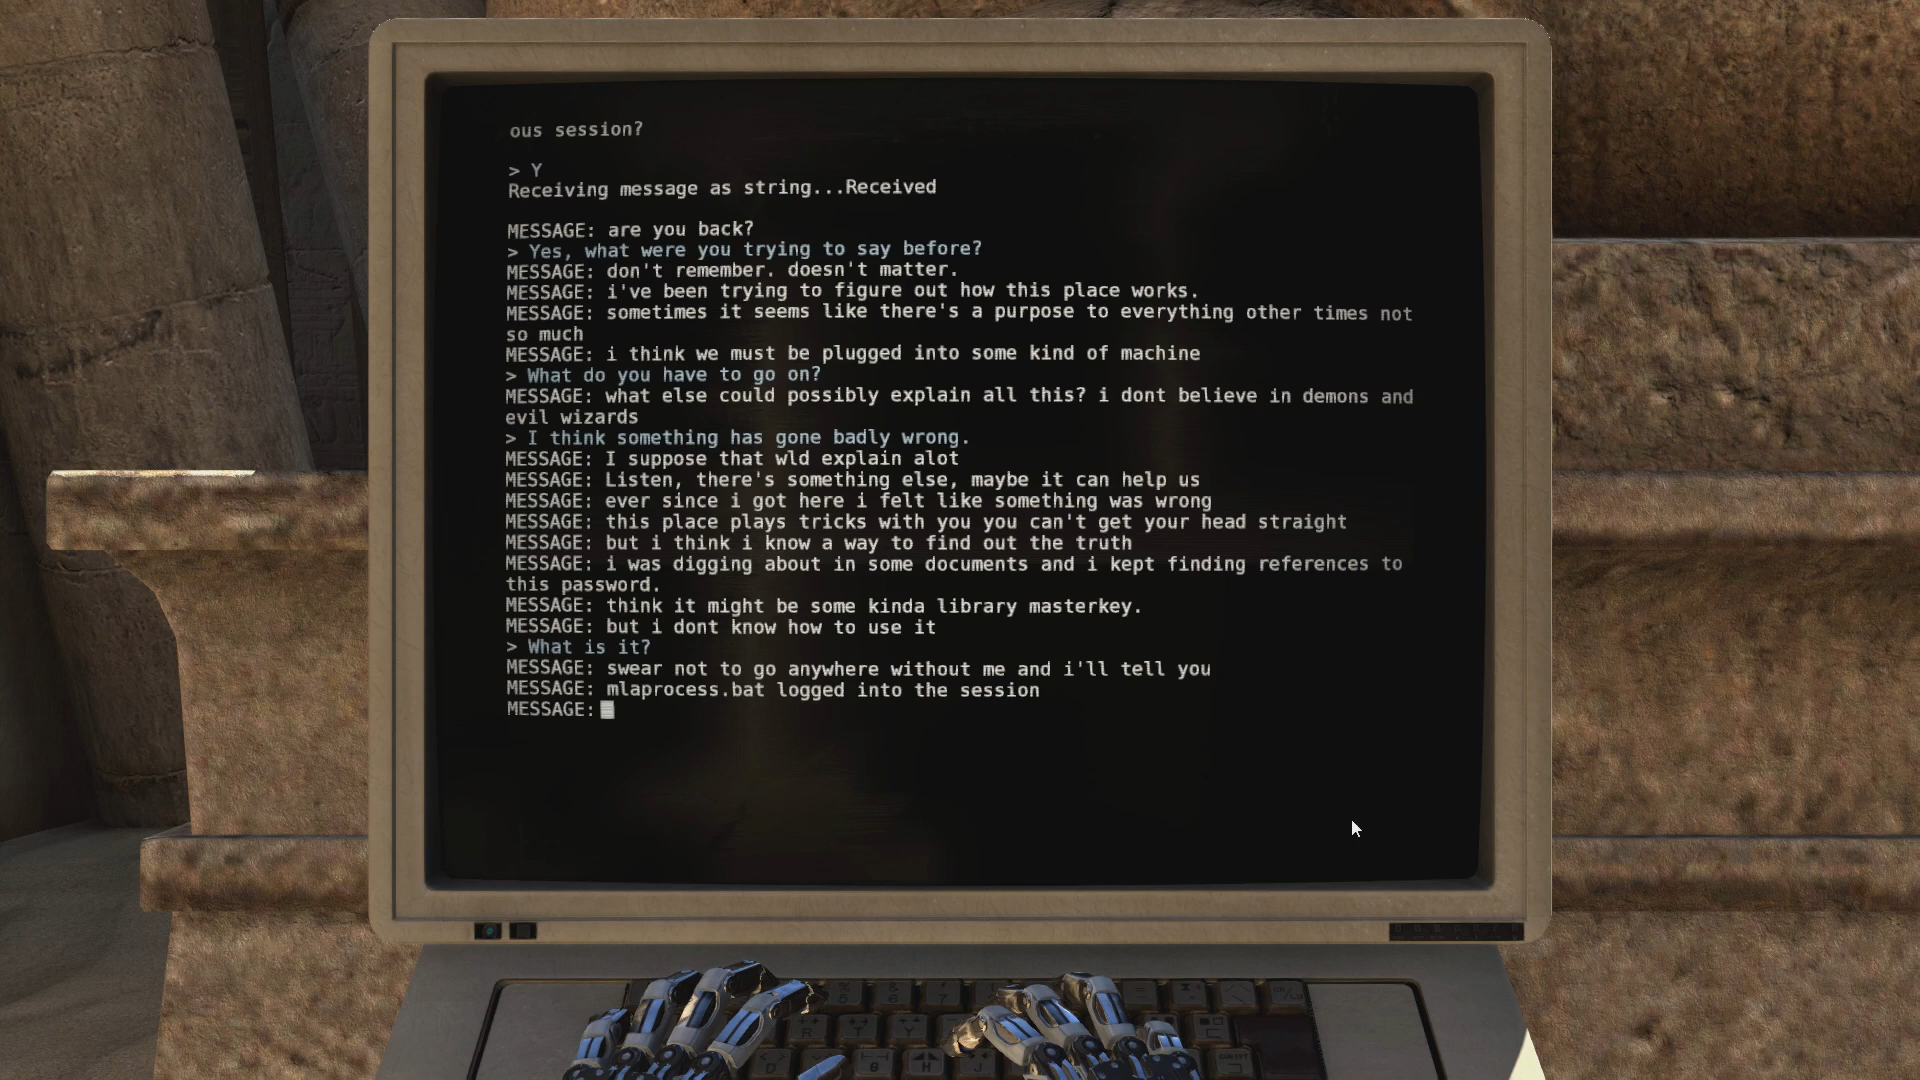 ous session?
> Y
Receiving message as string...Received
MESSAGE: are you back?
> Yes, what were you trying to say before?
MESSAGE: don't remember. doesn't matter.
MESSAGE: i've been trying to figure out how this place works.
MESSAGE: sometimes it seems like there's a purpose to everything other times not
so much
MESSAGE: i think we must be plugged into some kind of machine
> What do you have to go on?
MESSAGE: what else could possibly explain all this? i dont believe in demons and
evil wizards
> I think something has gone badly wrong.
MESSAGE: I suppose that wld explain alot
MESSAGE: Listen, there's something else, maybe it can help us
MESSAGE: ever since i got here i felt like something was wrong
MESSAGE: this place plays tricks with you you can't get your head straight
MESSAGE: but i think i know a way to find out the truth
MESSAGE: i was digging about in some documents and i kept finding references to
this password.
MESSAGE: think it might be some kinda library masterkey.
MESSAGE: but i dont know how to use it
> What is it?
MESSAGE: swear not to go anywhere without me and i'll tell you
MESSAGE: mlaprocess.bat logged into the session
MESSAGE: